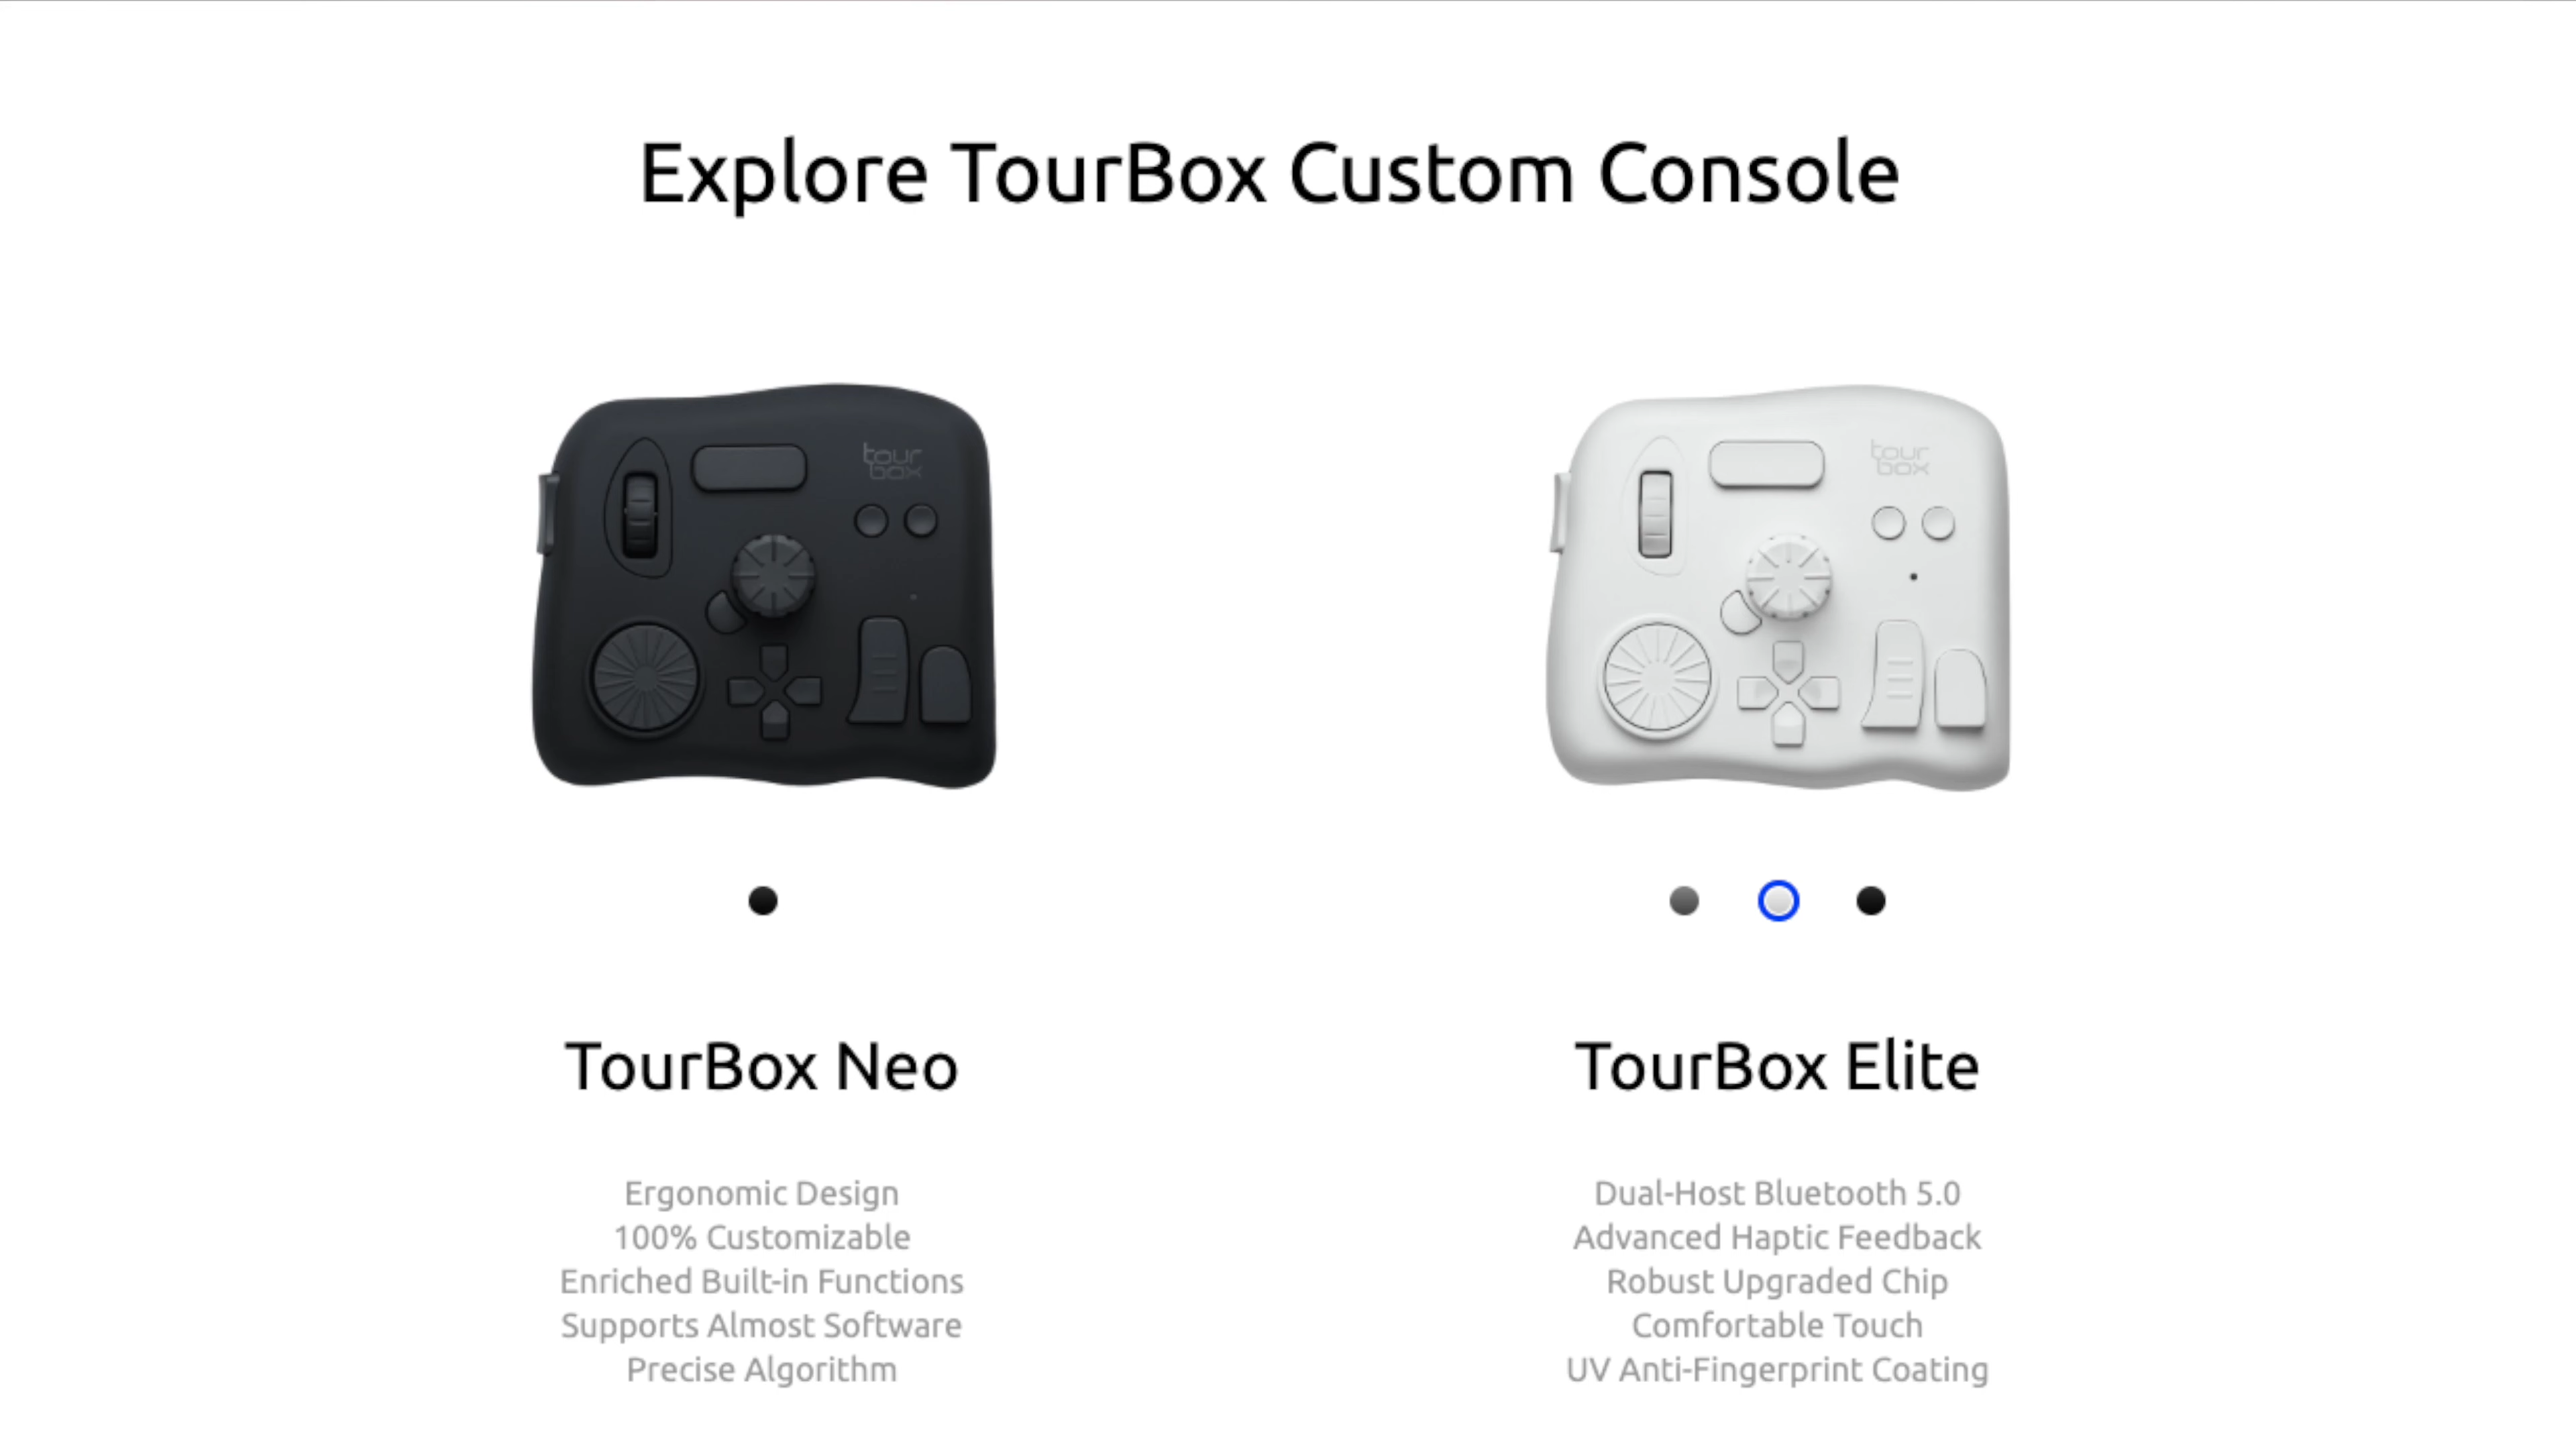 Explore TourBox Custom Console
tour
box
tour
box
TourBox Neo
Ergonomic Design
100% Customizable
Enriched Built-in Functions
Supports Almost Software
Precise Algorithm
TourBox Elite
Dual-Host Bluetooth 5.0
Advanced Haptic Feedback
Robust Upgraded Chip
Comfortable Touch
UV Anti-Fingerprint Coating